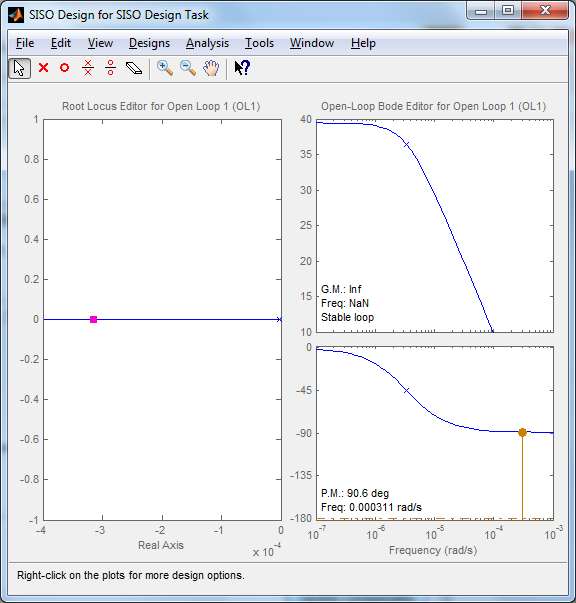 SISO Design for SISO Design Task
File Edit View Designs Analysis Tools Window Help
Root Locus Editor for Open Loop 1 (OL1)
1
0.8
0.6
0.4
0.2
0
-0.2
-0.4
-0.6
-0.8
-1
-4 -3 -2 -1 0
Real Axis
x 10^-4
Open-Loop Bode Editor for Open Loop 1 (OL1)
40
35
30
25
20
15
10
G.M.: Inf
Freq: NaN
Stable loop
0
-45
-90
-135
-180
P.M.: 90.6 deg
Freq: 0.000311 rad/s
10^-7 10^-6 10^-5 10^-4 10^-3
Frequency (rad/s)
Right-click on the plots for more design options.